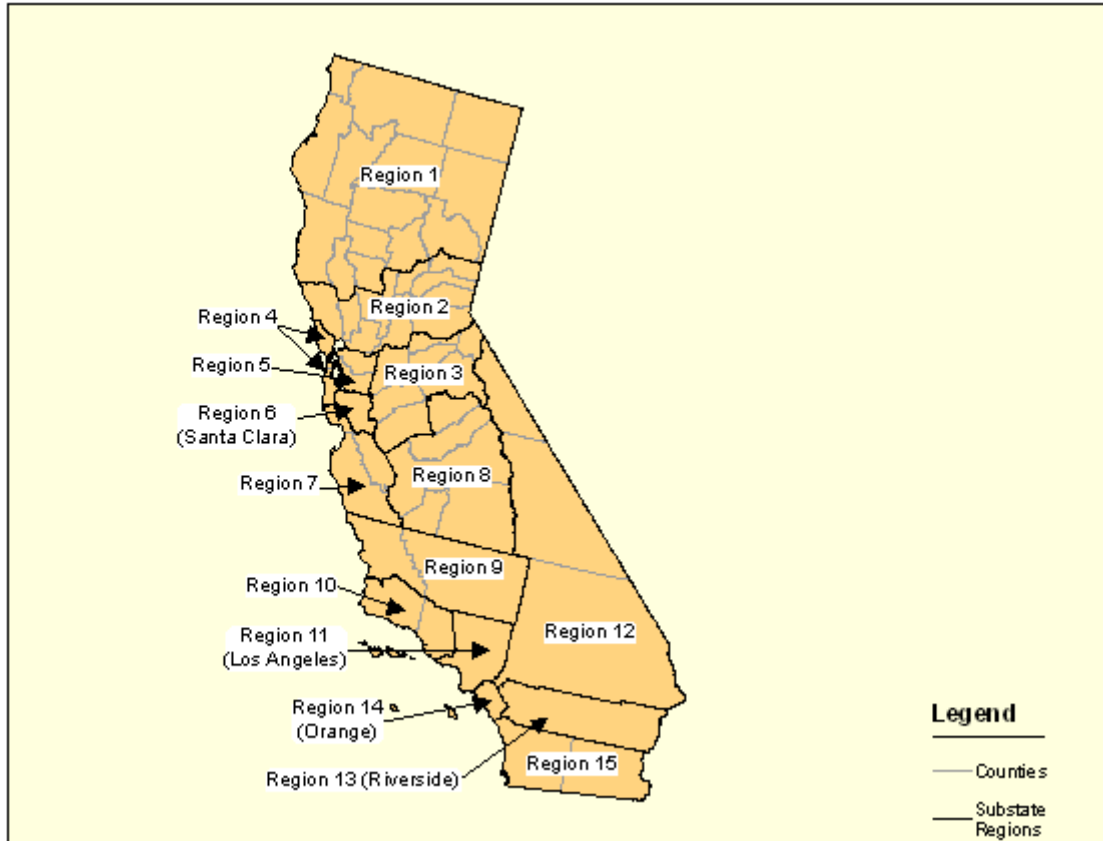 Region 1
Region 2
Region 4
Region 5
Region 3
Region 6
(Santa Clara)
Region 7
Region 8
Region 9
Region 10
Region 11
(Los Angeles)
Region 12
Region 14
(Orange)
Region 13 (Riverside)
Region 15
Legend
Counties
Substate
Regions